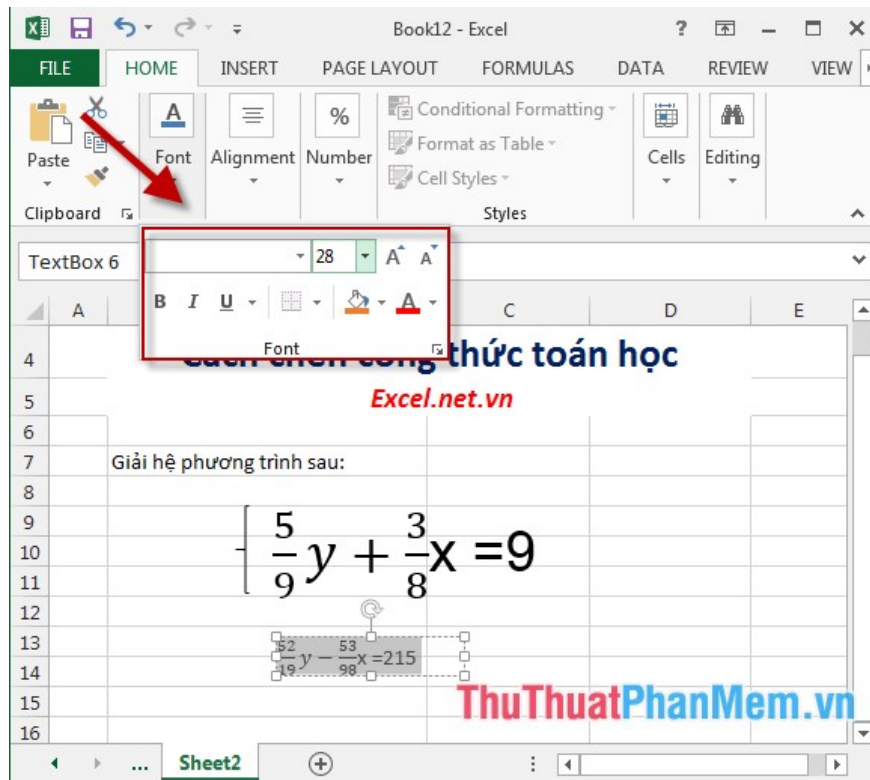 Book12 - Excel
FILE HOME INSERT PAGE LAYOUT FORMULAS DATA REVIEW VIEW
Paste
Font
Alignment
Number
%
Conditional Formatting
Format as Table
Cell Styles
Cells
Editing
Clipboard
Styles
TextBox 6
28 A A
B I U A
Font
A C D E
4 thức toán học
5 Excel.net.vn
6
7 Giải hệ phương trình sau:
8
9
10
11
12
13
14
15
16
5/9 y + 3/8 x =9
52/19 y − 53/98 x =215
ThuThuatPhanMem.vn
... Sheet2